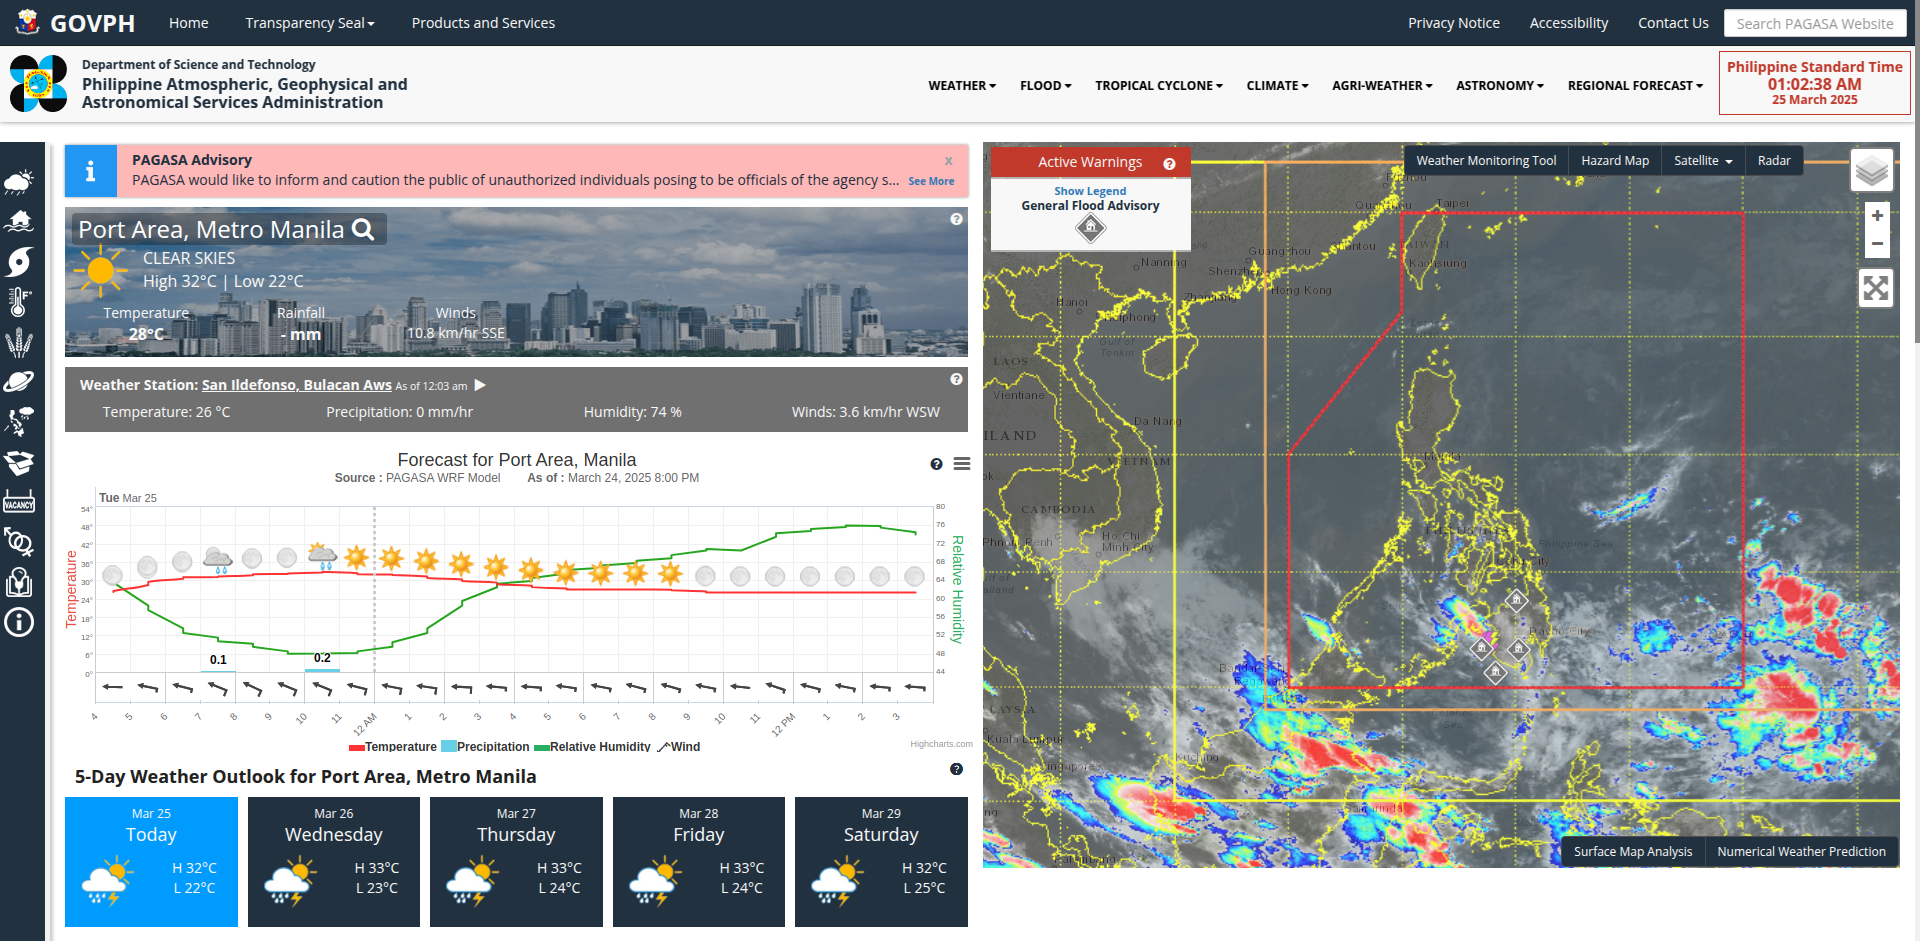 GOVPH
Home
Transparency Seal
Products and Services
Privacy Notice
Accessibility
Contact Us
Search PAGASA Website
Department of Science and Technology
Philippine Atmospheric, Geophysical and
Astronomical Services Administration
WEATHER
FLOOD
TROPICAL CYCLONE
CLIMATE
AGRI-WEATHER
ASTRONOMY
REGIONAL FORECAST
Philippine Standard Time
01:02:38 AM
25 March 2025
PAGASA Advisory
x
PAGASA would like to inform and caution the public of unauthorized individuals posing to be officials of the agency s... See More
Port Area, Metro Manila
CLEAR SKIES
High 32°C | Low 22°C
Temperature
28°C
Rainfall
- mm
Winds
10.8 km/hr SSE
Weather Station: San Ildefonso, Bulacan Aws As of 12:03 am
Temperature: 26 °C
Precipitation: 0 mm/hr
Humidity: 74 %
Winds: 3.6 km/hr WSW
Forecast for Port Area, Manila
Source : PAGASA WRF Model As of : March 24, 2025 8:00 PM
Tue Mar 25
Temperature
54°
48°
42°
36°
30°
24°
18°
12°
6°
0°
80
76
72
68
64
60
56
52
48
44
Relative Humidity
0.1
0.2
4 5 6 7 8 9 10 11 12 AM 1 2 3 4 5 6 7 8 9 10 11 12 PM 1 2 3
Temperature Precipitation Relative Humidity Wind
Highcharts.com
5-Day Weather Outlook for Port Area, Metro Manila
Mar 25
Today
H 32°C
L 22°C
Mar 26
Wednesday
H 33°C
L 23°C
Mar 27
Thursday
H 33°C
L 24°C
Mar 28
Friday
H 33°C
L 24°C
Mar 29
Saturday
H 32°C
L 25°C
VACANCY
Active Warnings
Show Legend
General Flood Advisory
Weather Monitoring Tool
Hazard Map
Satellite
Radar
+
−
Taipei
Kaohsiung
Guangzhou
Shenzhen
Hong Kong
Nanning
Hanoi
Gulf of
Tonkin
LAOS
Vientiane
Da Nang
VIETNAM
CAMBODIA
Ho Chi
Minh City
Manila
Philippine Sea
Davao City
Kuala Lumpur
Singapore
Kuching
Samarinda
Surface Map Analysis
Numerical Weather Prediction